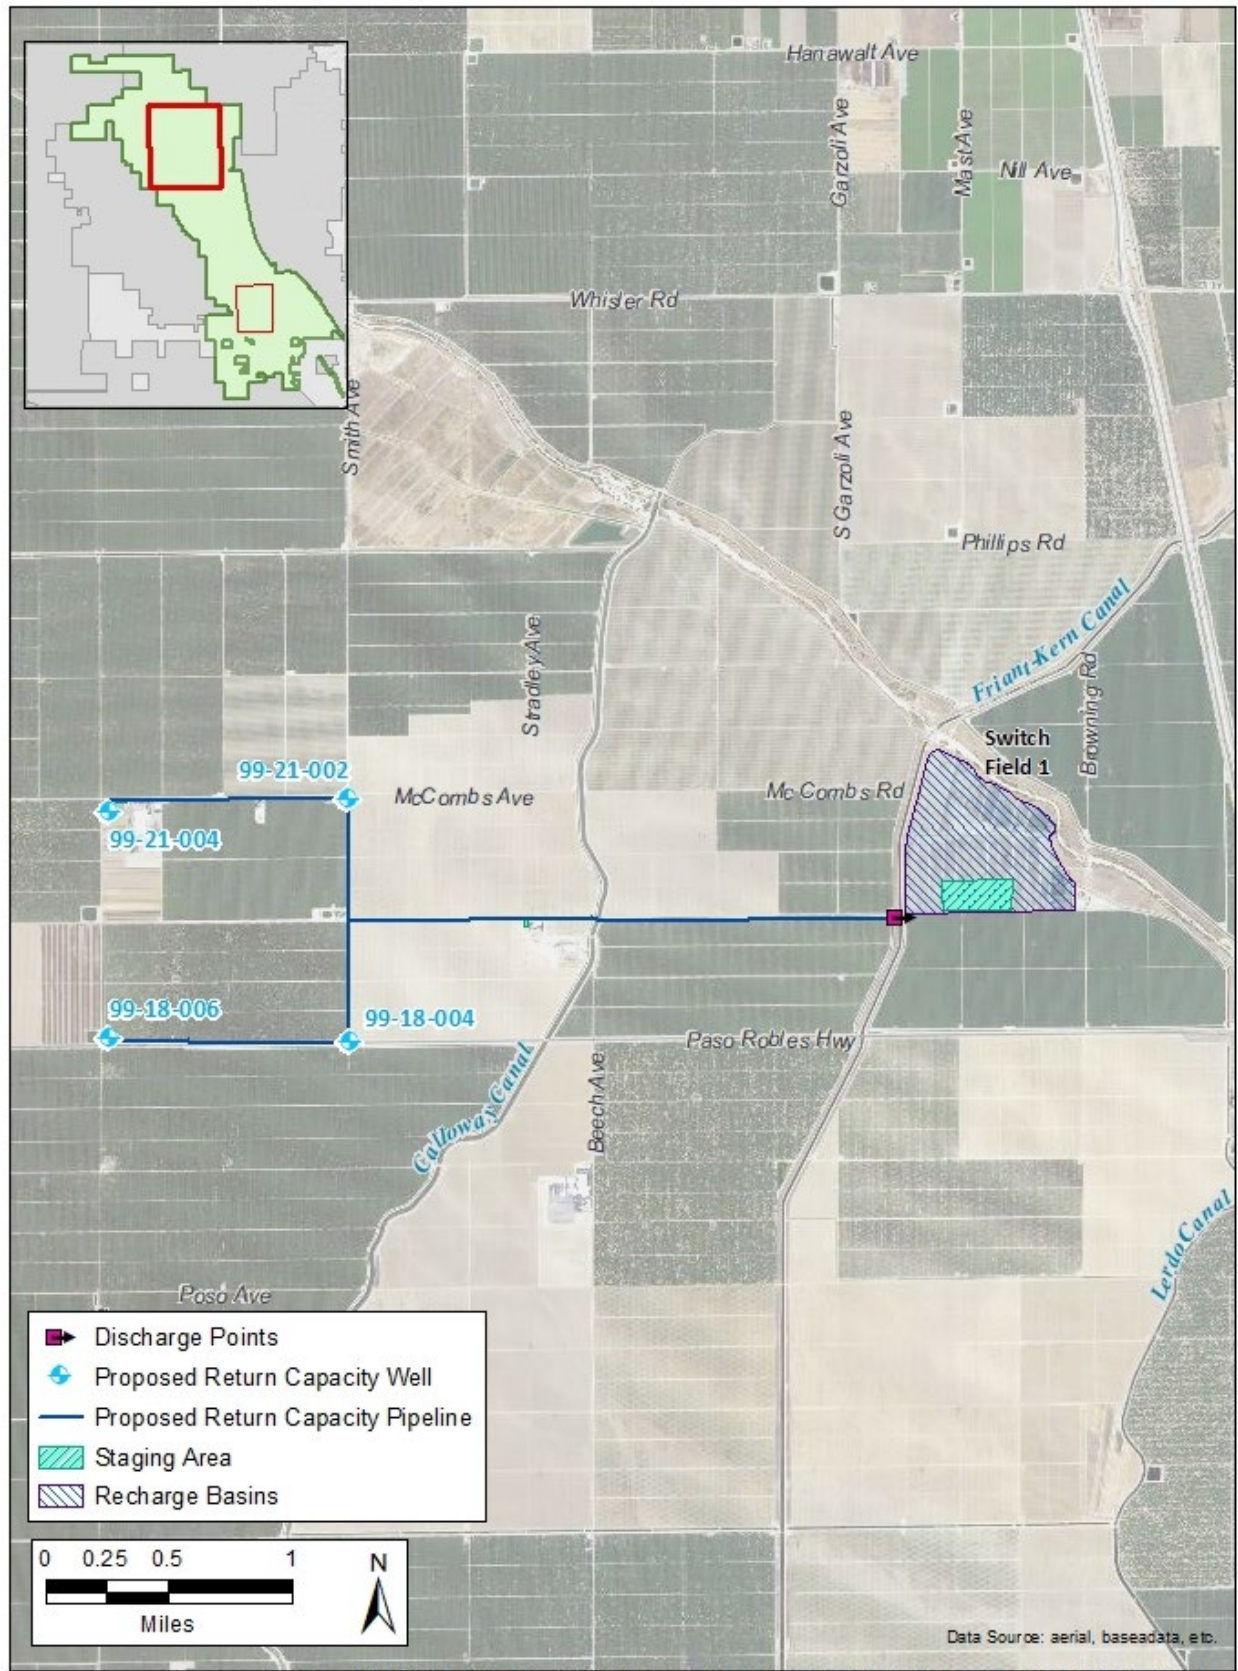 Hanawalt Ave
Garzoli Ave
Mast Ave
Nill Ave
Whisler Rd
Smith Ave
S Garzoli Ave
Phillips Rd
Friant-Kern Canal
Stradley Ave
Browning Rd
Switch
Field 1
99-21-002
McCombs Ave
Mc Combs Rd
99-21-004
99-18-006
99-18-004
Paso Robles Hwy
Calloway Canal
Beech Ave
Lerdo Canal
Poso Ave
Discharge Points
Proposed Return Capacity Well
Proposed Return Capacity Pipeline
Staging Area
Recharge Basins
0 0.25 0.5 1
Miles
N
Data Source: aerial, baseadata, etc.